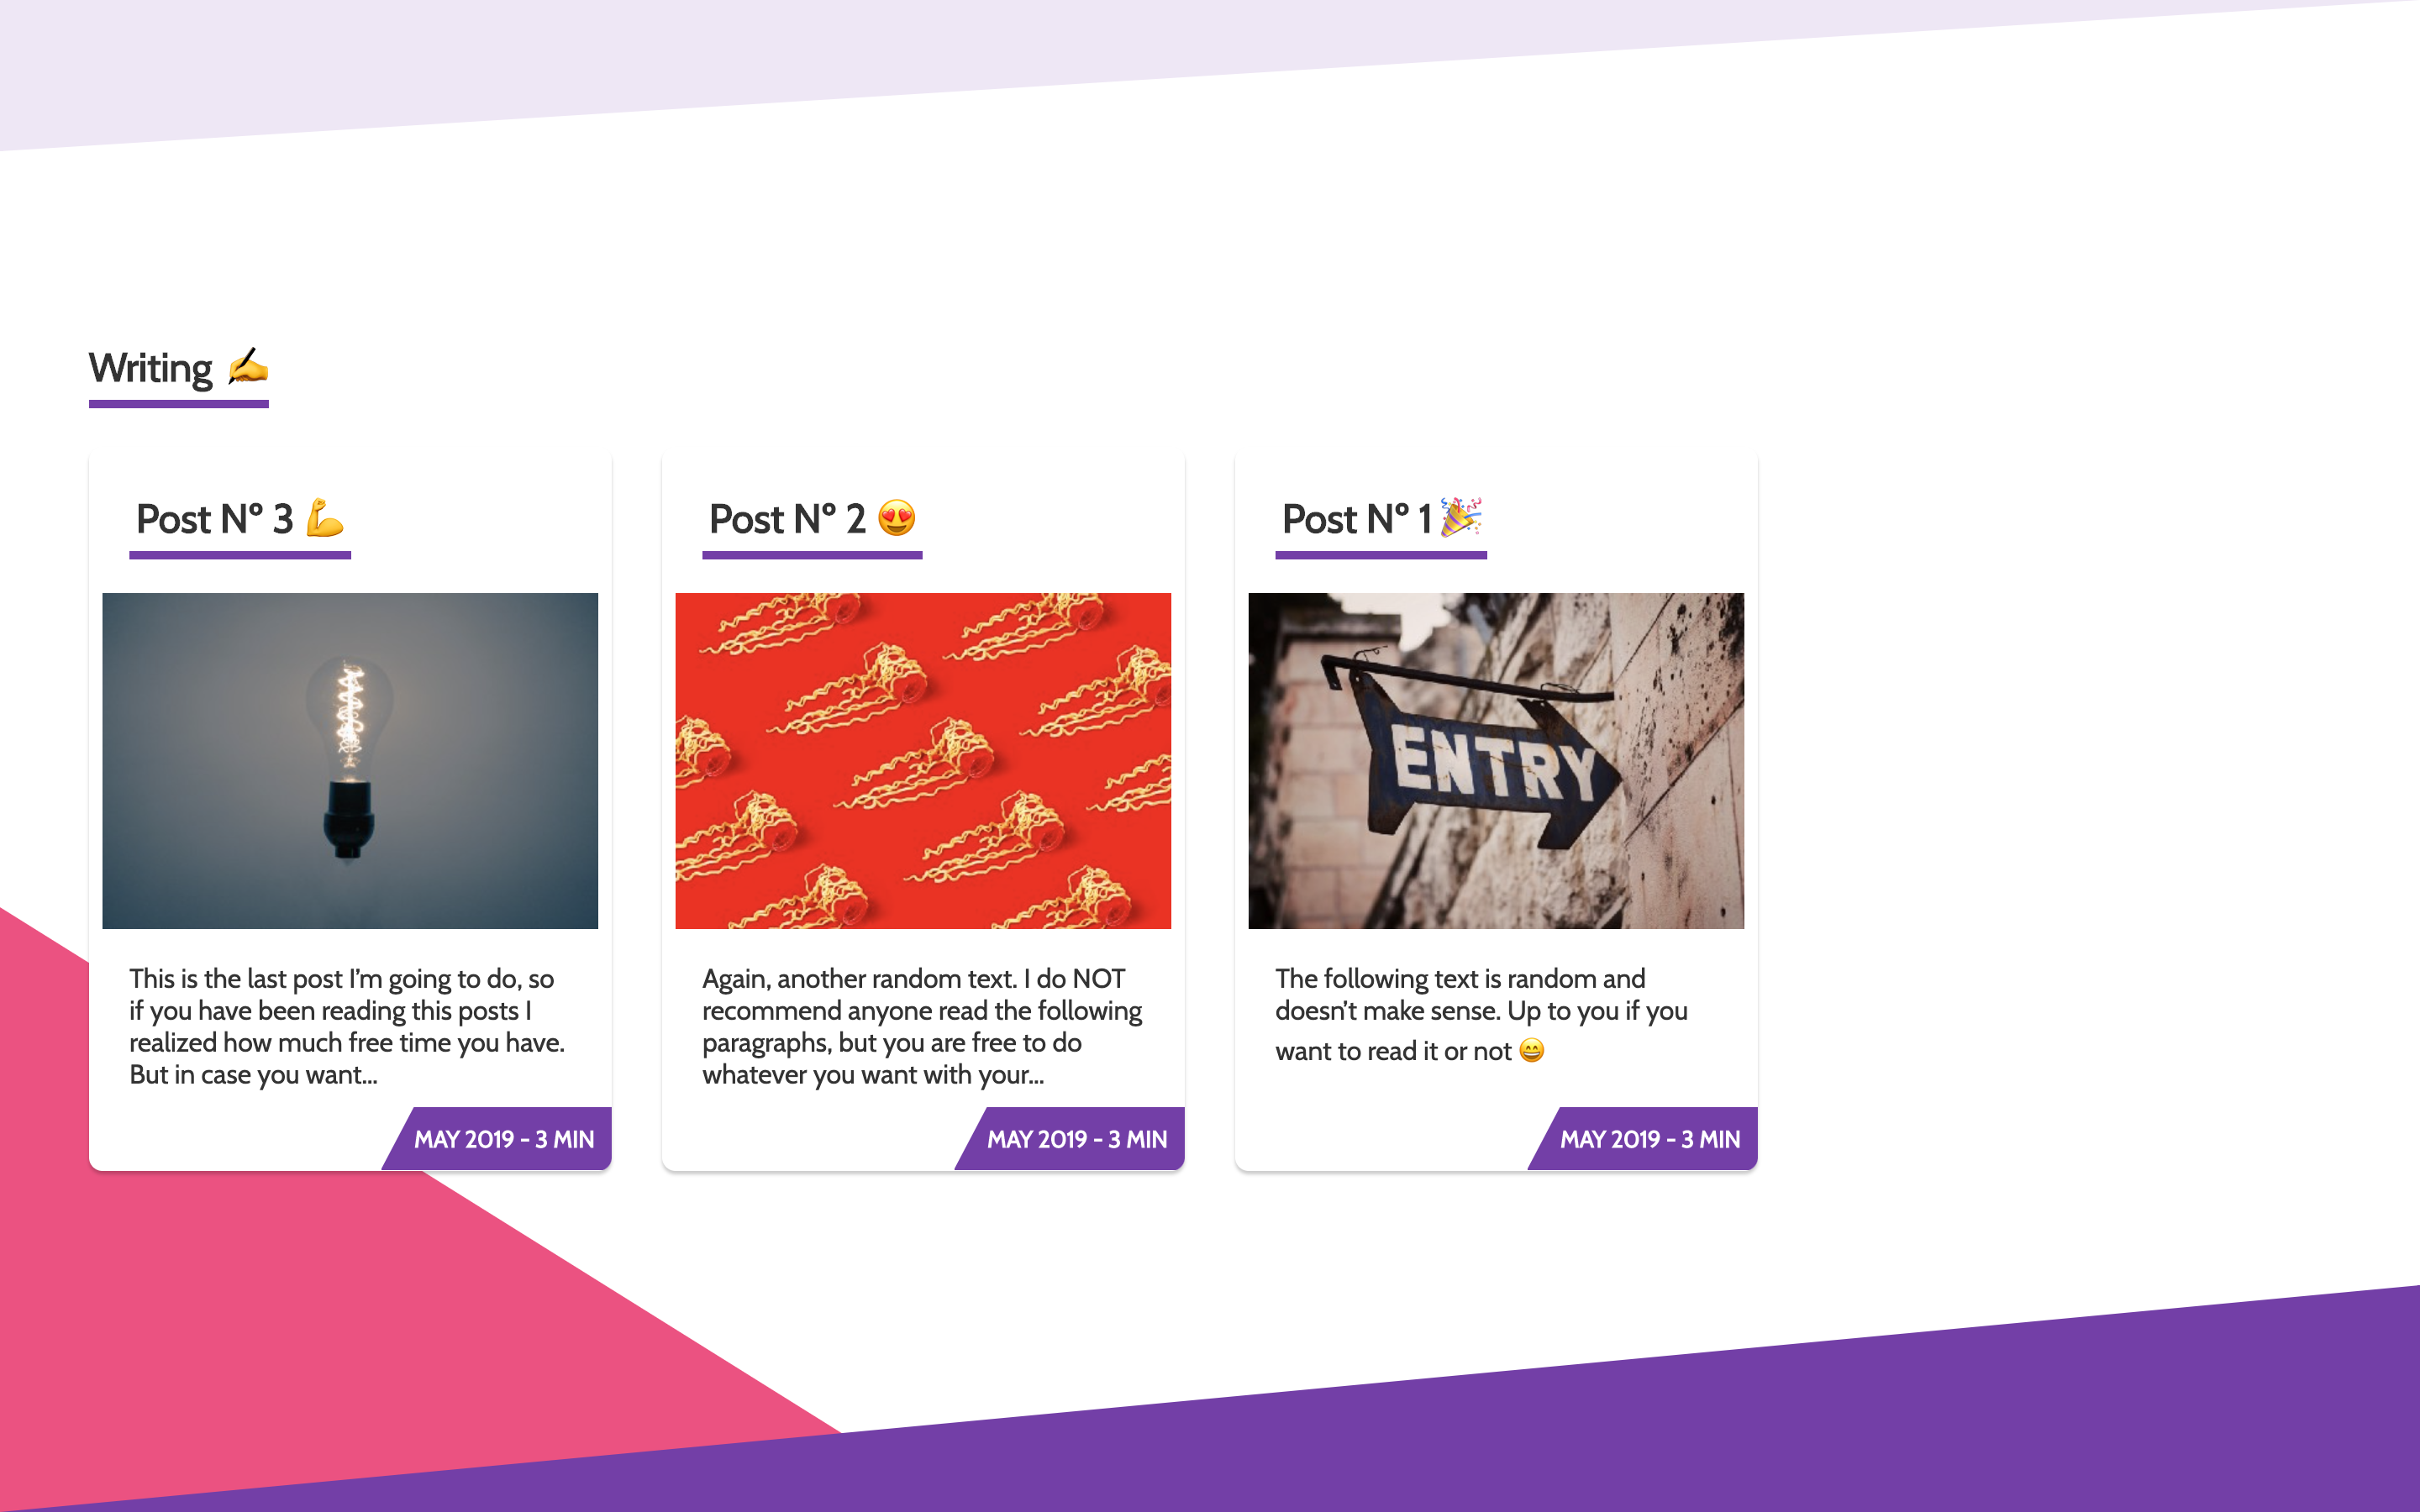 Writing ✍️
Post Nº 3 💪
This is the last post I’m going to do, so
if you have been reading this posts I
realized how much free time you have.
But in case you want...
MAY 2019 - 3 MIN
Post Nº 2 😍
Again, another random text. I do NOT
recommend anyone read the following
paragraphs, but you are free to do
whatever you want with your...
MAY 2019 - 3 MIN
Post Nº 1 🎉
ENTRY
The following text is random and
doesn’t make sense. Up to you if you
want to read it or not 😄
MAY 2019 - 3 MIN